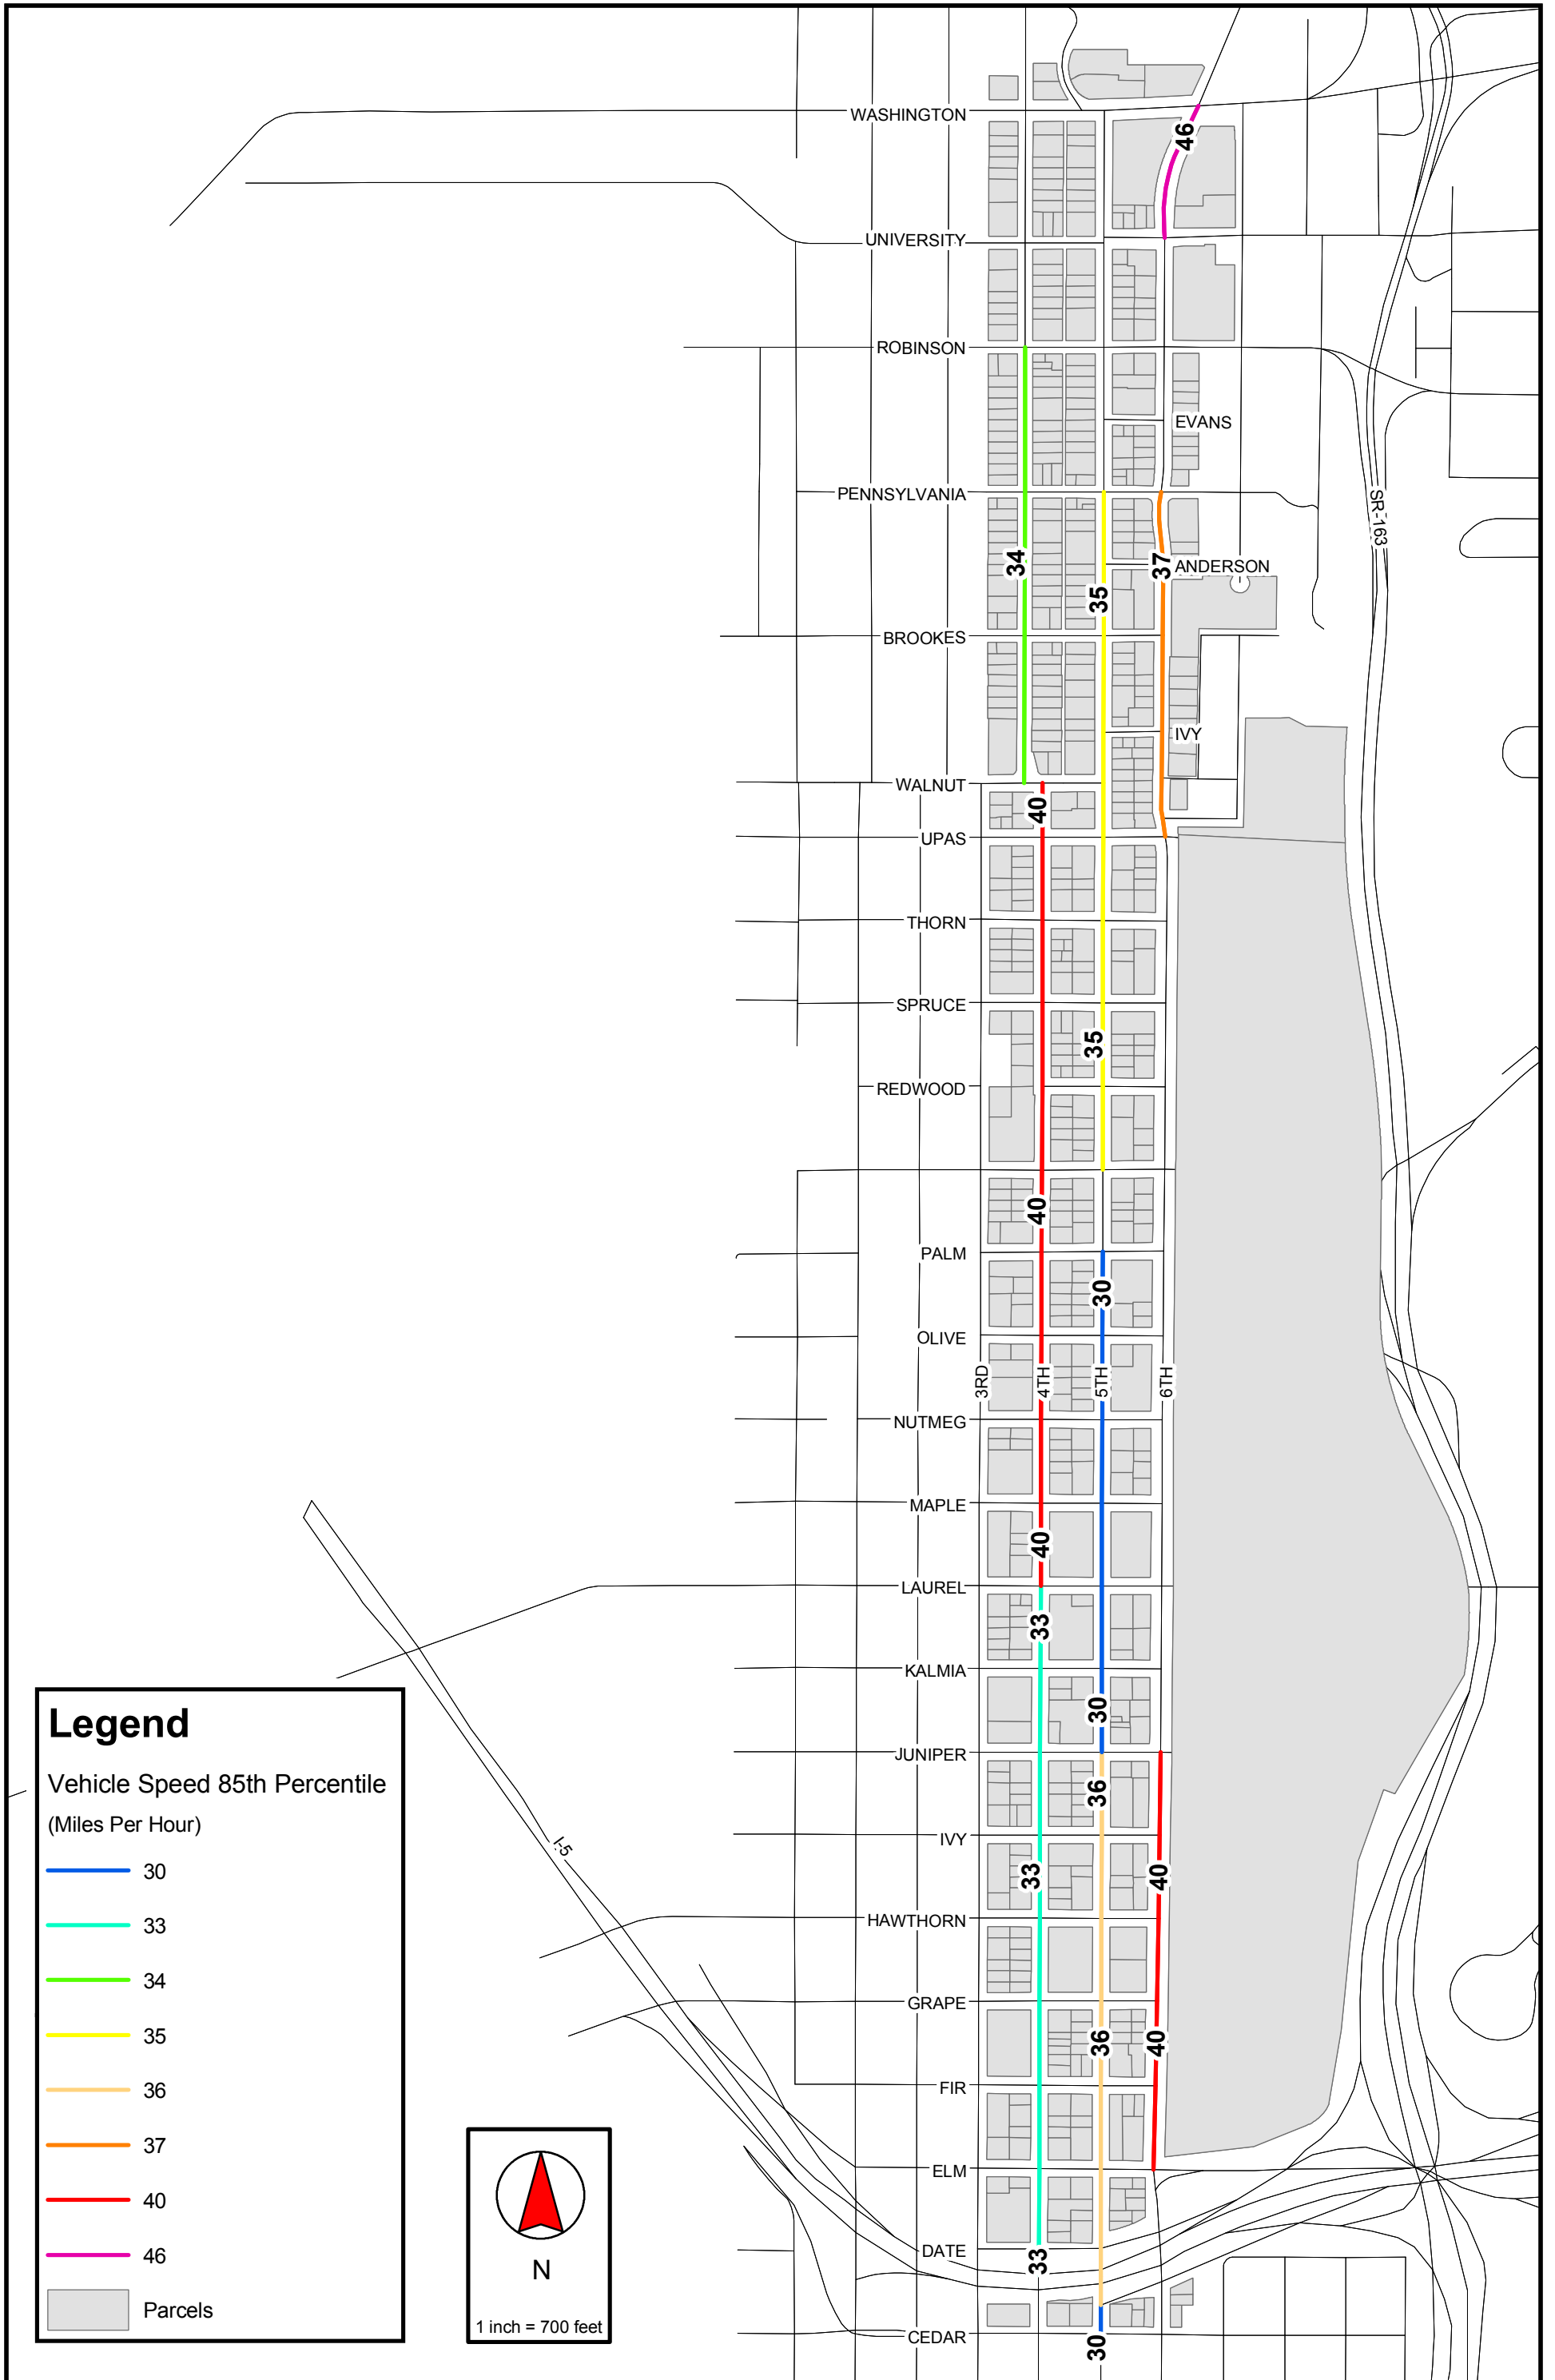 WASHINGTON
46
UNIVERSITY
ROBINSON
EVANS
PENNSYLVANIA
SR-163
34
37
ANDERSON
35
BROOKES
IVY
WALNUT
40
UPAS
THORN
SPRUCE
35
REDWOOD
40
PALM
30
OLIVE
3RD
4TH
5TH
6TH
NUTMEG
MAPLE
40
LAUREL
33
KALMIA
30
JUNIPER
36
IVY
33
40
HAWTHORN
GRAPE
36
40
FIR
ELM
DATE
33
CEDAR
30
I-5
Legend
Vehicle Speed 85th Percentile
(Miles Per Hour)
30
33
34
35
36
37
40
46
Parcels
N
1 inch = 700 feet